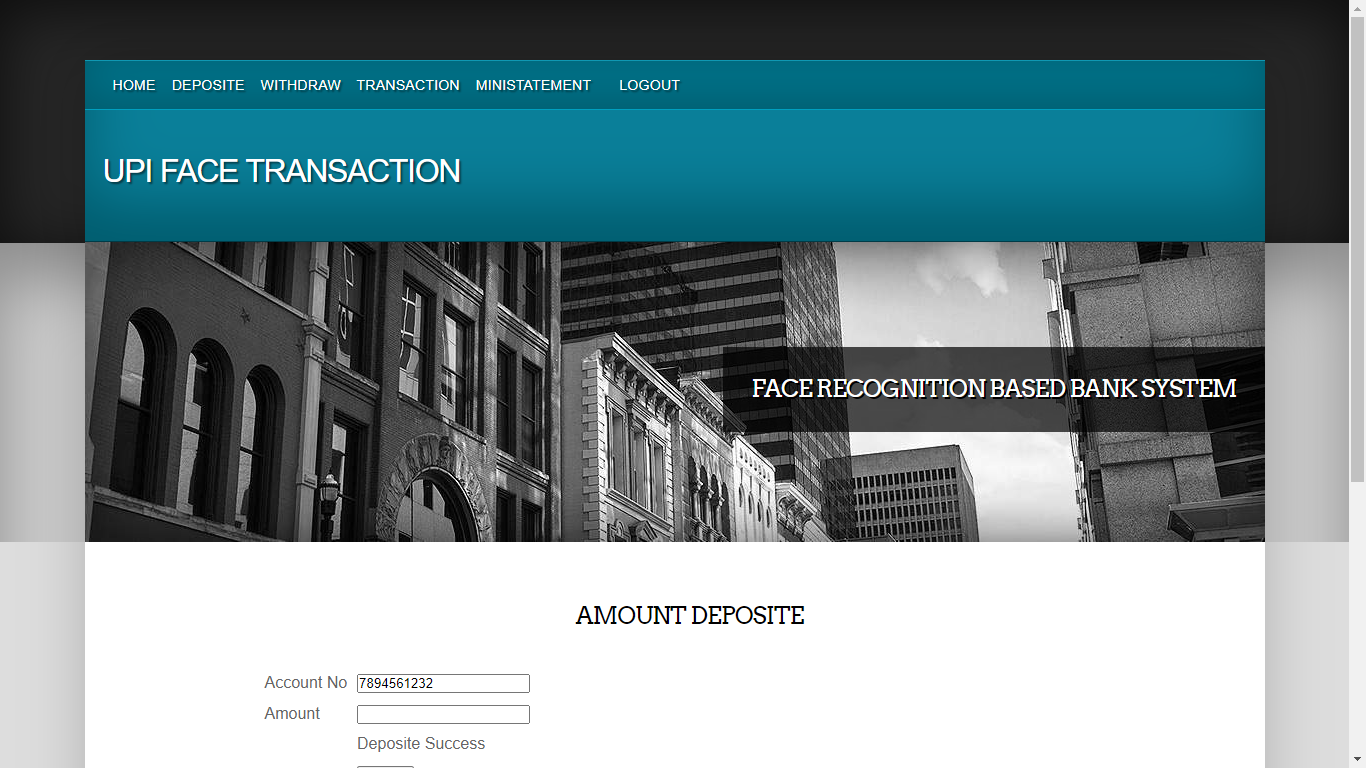 HOME DEPOSITE WITHDRAW TRANSACTION MINISTATEMENT LOGOUT
UPI FACE TRANSACTION
FACE RECOGNITION BASED BANK SYSTEM
AMOUNT DEPOSITE
Account No 7894561232
Amount
Deposite Success